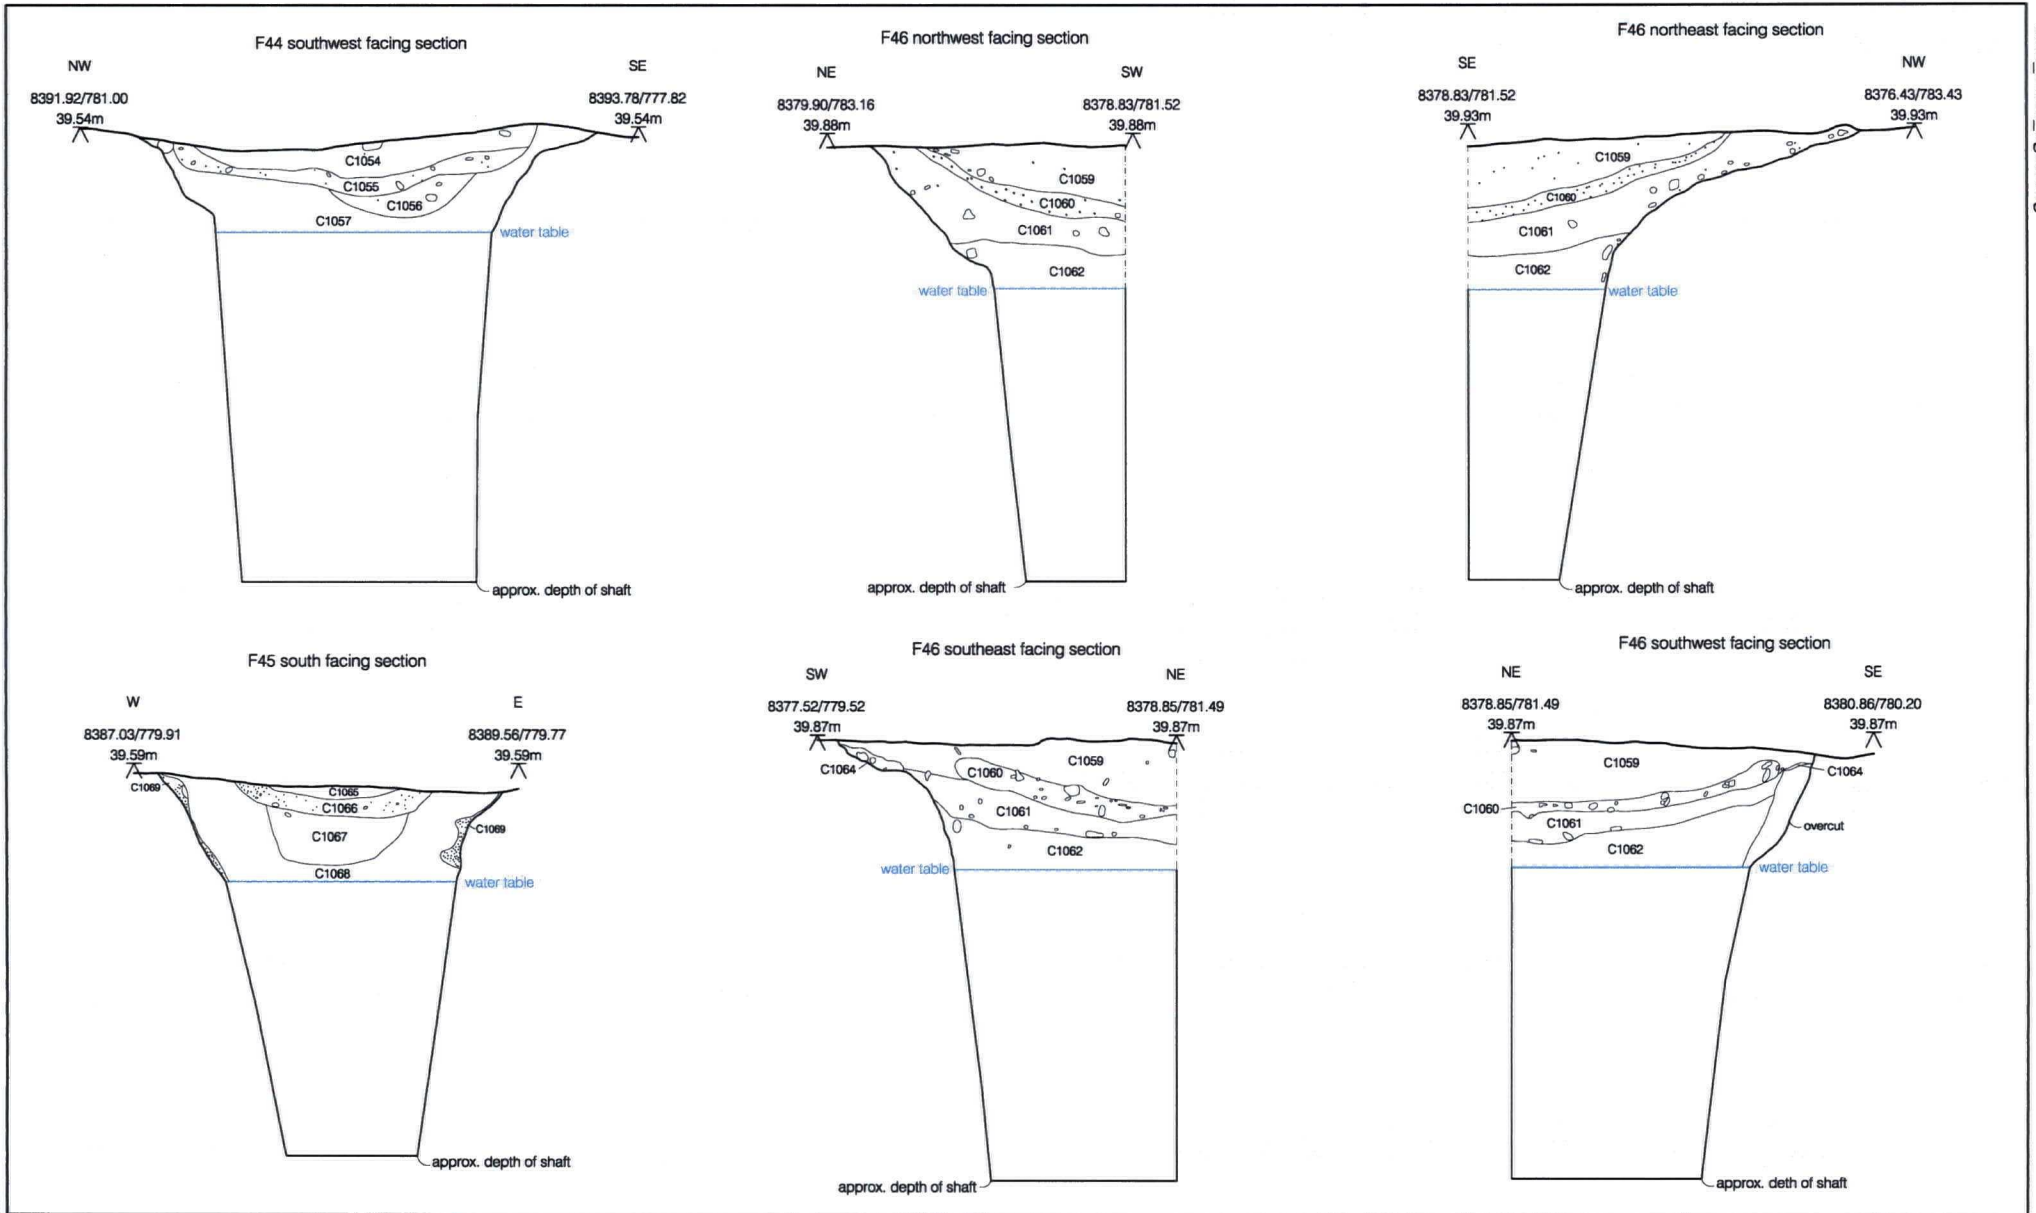 F44 southwest facing section
NW
SE
8391.92/781.00
8393.78/777.82
39.54m
39.54m
C1054
C1055
C1056
C1057
water table
approx. depth of shaft
F46 northwest facing section
NE
SW
8379.90/783.16
8378.83/781.52
39.88m
39.88m
C1059
C1060
C1061
C1062
water table
approx. depth of shaft
F46 northeast facing section
SE
NW
8378.83/781.52
8376.43/783.43
39.93m
39.93m
C1059
C1060
C1061
C1062
water table
approx. depth of shaft
F45 south facing section
W
E
8387.03/779.91
8389.56/779.77
39.59m
39.59m
C1069
C1065
C1066
C1067
C1069
C1068
water table
approx. depth of shaft
F46 southeast facing section
SW
NE
8377.52/779.52
8378.85/781.49
39.87m
39.87m
C1059
C1064
C1060
C1061
C1062
water table
approx. depth of shaft
F46 southwest facing section
NE
SE
8378.85/781.49
8380.86/780.20
39.87m
39.87m
C1059
C1064
C1060
C1061
overcut
C1062
water table
approx. deth of shaft